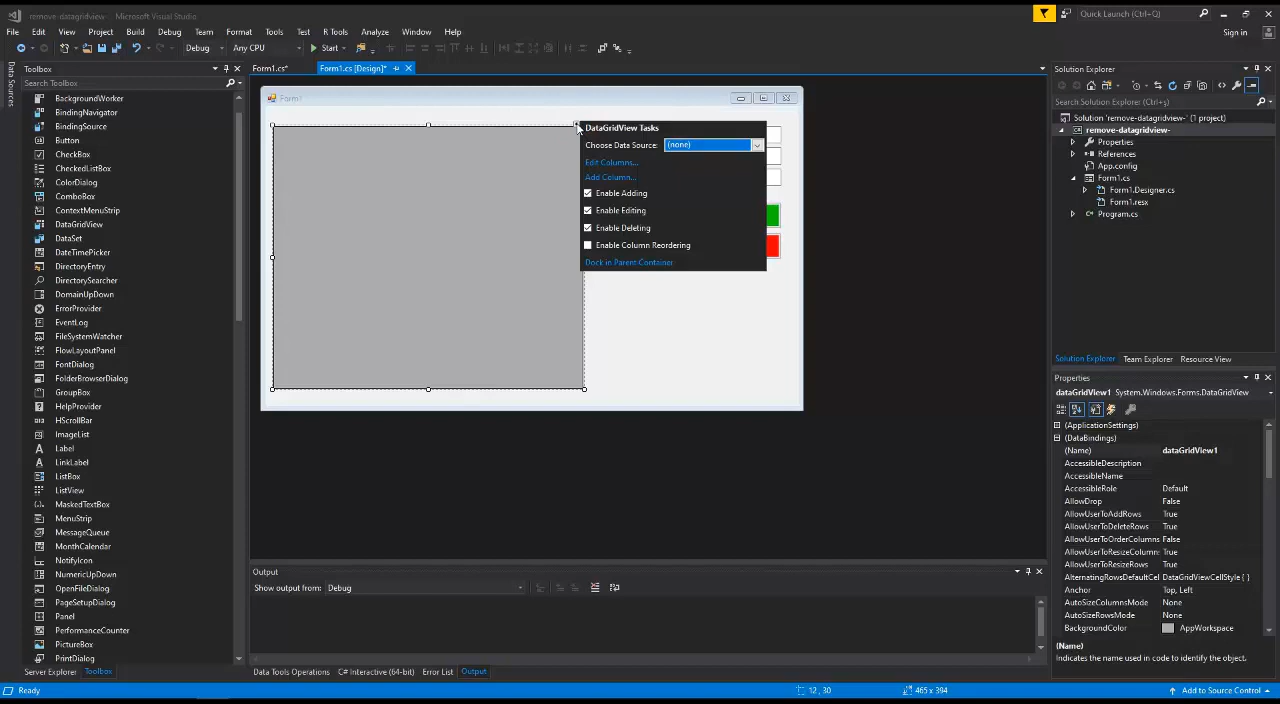 remove-datagridview - Microsoft Visual Studio
Quick Launch (Ctrl+Q)
File Edit View Project Build Debug Team Format Tools Test R Tools Analyze Window Help
Sign in
Debug Any CPU Start
Data Sources
Toolbox
Search Toolbox
BackgroundWorker
BindingNavigator
BindingSource
Button
CheckBox
CheckedListBox
ColorDialog
ComboBox
ContextMenuStrip
DataGridView
DataSet
DateTimePicker
DirectoryEntry
DirectorySearcher
DomainUpDown
ErrorProvider
EventLog
FileSystemWatcher
FlowLayoutPanel
FontDialog
FolderBrowserDialog
GroupBox
HelpProvider
HScrollBar
ImageList
Label
LinkLabel
ListBox
ListView
MaskedTextBox
MenuStrip
MessageQueue
MonthCalendar
NotifyIcon
NumericUpDown
OpenFileDialog
PageSetupDialog
Panel
PerformanceCounter
PictureBox
PrintDialog
Server Explorer Toolbox
Form1.cs* Form1.cs [Design]*
Form1
DataGridView Tasks
Choose Data Source: (none)
Edit Columns...
Add Column...
Enable Adding
Enable Editing
Enable Deleting
Enable Column Reordering
Dock in Parent Container
Output
Show output from: Debug
Data Tools Operations C# Interactive (64-bit) Error List Output
Solution Explorer
Search Solution Explorer (Ctrl+ş)
Solution 'remove-datagridview-' (1 project)
remove-datagridview-
Properties
References
App.config
Form1.cs
Form1.Designer.cs
Form1.resx
Program.cs
Solution Explorer Team Explorer Resource View
Properties
dataGridView1 System.Windows.Forms.DataGridView
(ApplicationSettings)
(DataBindings)
(Name) dataGridView1
AccessibleDescription
AccessibleName
AccessibleRole Default
AllowDrop False
AllowUserToAddRows True
AllowUserToDeleteRows True
AllowUserToOrderColumns False
AllowUserToResizeColumns True
AllowUserToResizeRows True
AlternatingRowsDefaultCel DataGridViewCellStyle { }
Anchor Top, Left
AutoSizeColumnsMode None
AutoSizeRowsMode None
BackgroundColor AppWorkspace
(Name)
Indicates the name used in code to identify the object.
Ready 12 , 30 465 x 394 Add to Source Control